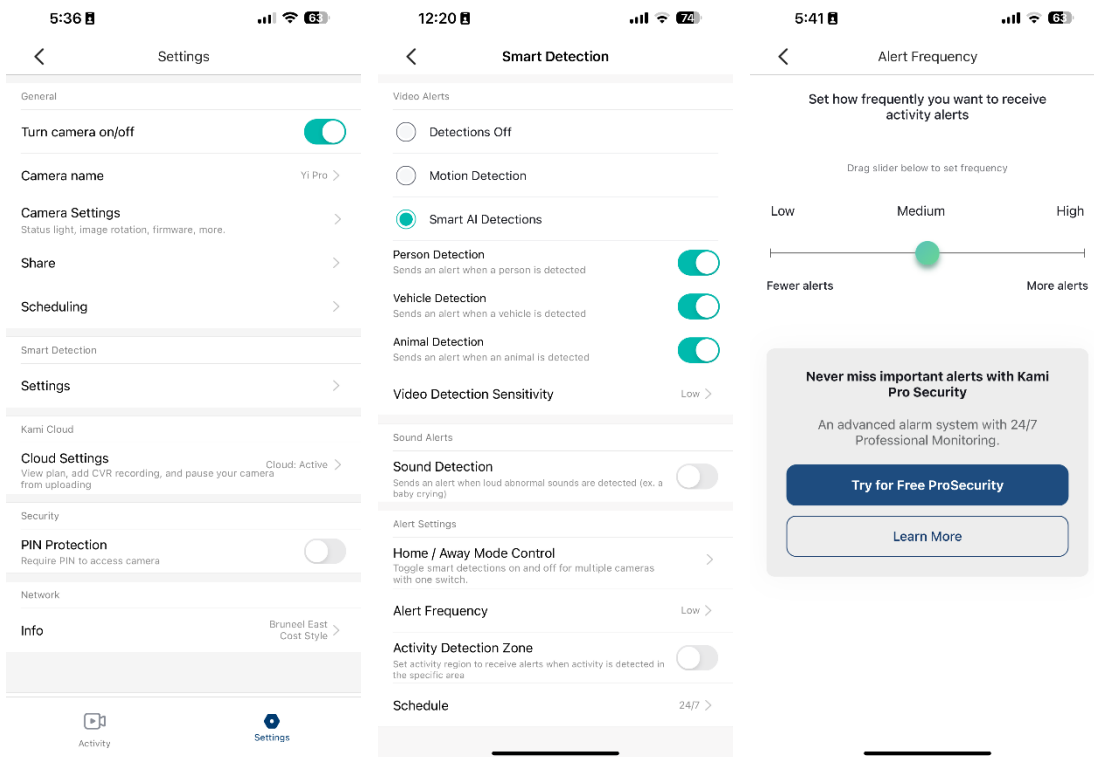 5:36
63
Settings
General
Turn camera on/off
Camera name
Yi Pro
Camera Settings
Status light, image rotation, firmware, more.
Share
Scheduling
Smart Detection
Settings
Kami Cloud
Cloud Settings
View plan, add CVR recording, and pause your camera
from uploading
Cloud: Active
Security
PIN Protection
Require PIN to access camera
Network
Info
Bruneel East
Cost Style
Activity
Settings
12:20
74
Smart Detection
Video Alerts
Detections Off
Motion Detection
Smart AI Detections
Person Detection
Sends an alert when a person is detected
Vehicle Detection
Sends an alert when a vehicle is detected
Animal Detection
Sends an alert when an animal is detected
Video Detection Sensitivity
Low
Sound Alerts
Sound Detection
Sends an alert when loud abnormal sounds are detected (ex. a
baby crying)
Alert Settings
Home / Away Mode Control
Toggle smart detections on and off for multiple cameras
with one switch.
Alert Frequency
Low
Activity Detection Zone
Set activity region to receive alerts when activity is detected in
the specific area
Schedule
24/7
5:41
63
Alert Frequency
Set how frequently you want to receive
activity alerts
Drag slider below to set frequency
Low Medium High
Fewer alerts More alerts
Never miss important alerts with Kami
Pro Security
An advanced alarm system with 24/7
Professional Monitoring.
Try for Free ProSecurity
Learn More